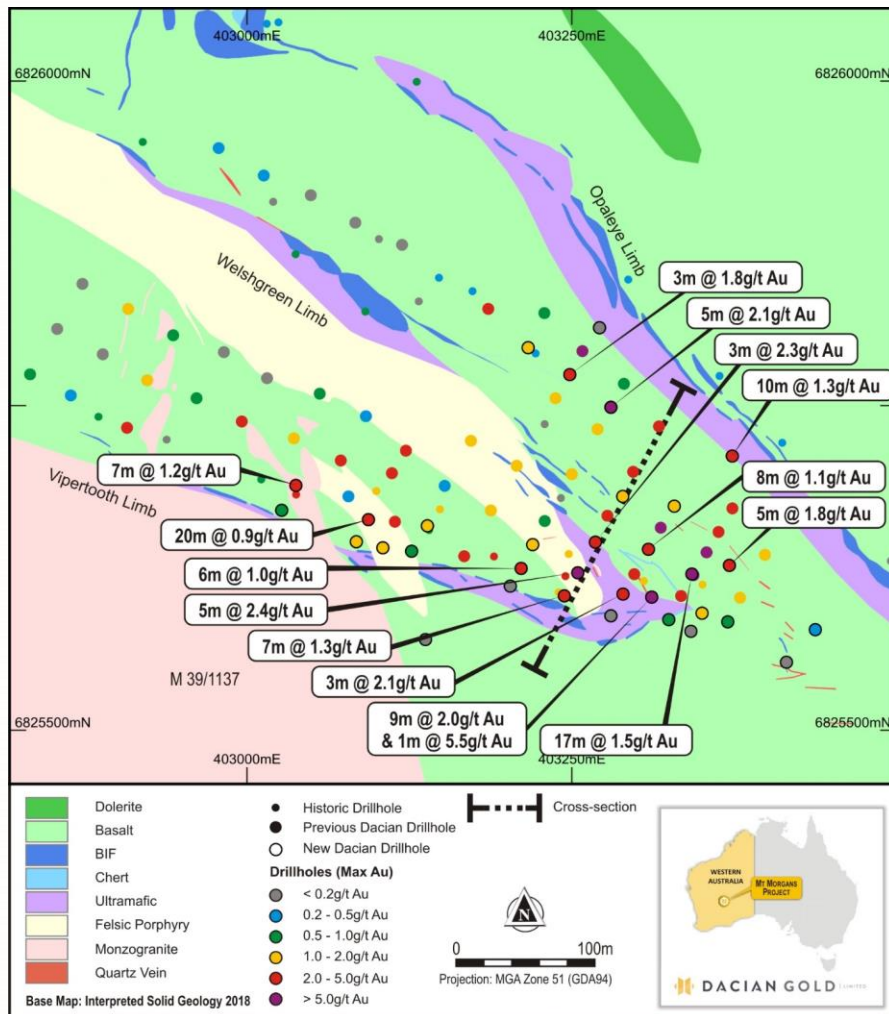 403000mE
403250mE
6826000mN
6826000mN
Opaleye Limb
Welshgreen Limb
Vipertooth Limb
3m @ 1.8g/t Au
5m @ 2.1g/t Au
3m @ 2.3g/t Au
10m @ 1.3g/t Au
7m @ 1.2g/t Au
8m @ 1.1g/t Au
20m @ 0.9g/t Au
5m @ 1.8g/t Au
6m @ 1.0g/t Au
5m @ 2.4g/t Au
7m @ 1.3g/t Au
3m @ 2.1g/t Au
9m @ 2.0g/t Au
& 1m @ 5.5g/t Au
17m @ 1.5g/t Au
M 39/1137
6825500mN
6825500mN
403000mE
403250mE
Dolerite
Basalt
BIF
Chert
Ultramafic
Felsic Porphyry
Monzogranite
Quartz Vein
Base Map: Interpreted Solid Geology 2018
Historic Drillhole
Previous Dacian Drillhole
New Dacian Drillhole
Drillholes (Max Au)
< 0.2g/t Au
0.2 - 0.5g/t Au
0.5 - 1.0g/t Au
1.0 - 2.0g/t Au
2.0 - 5.0g/t Au
> 5.0g/t Au
Cross-section
N
0
100m
Projection: MGA Zone 51 (GDA94)
WESTERN
AUSTRALIA
MT MORGANS
PROJECT
DACIAN GOLD LIMITED